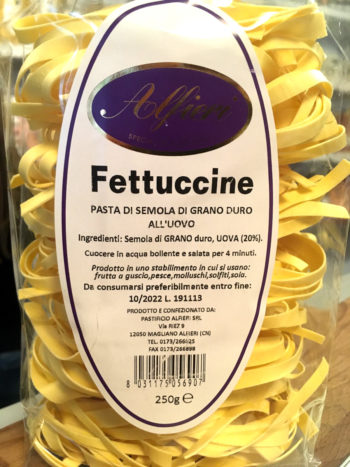 Alfieri
Fettuccine
PASTA DI SEMOLA DI GRANO DURO
ALL'UOVO
Ingredienti: Semola di GRANO duro, UOVA (20%).
Cuocere in acqua bollente e salata per 4 minuti.
Prodotto in uno stabilimento in cui si usano:
frutta a guscio,pesce,molluschi,solfiti,soia.
Da consumarsi preferibilmente entro fine:
10/2022 L. 191113
PRODOTTO E CONFEZIONATO DA:
PASTIFICIO ALFIERI SRL
Via RIEZ 9
12050 MAGLIANO ALFIERI (CN)
TEL. 0173/266625
FAX 0173/266898
8 031175 056907
250g e